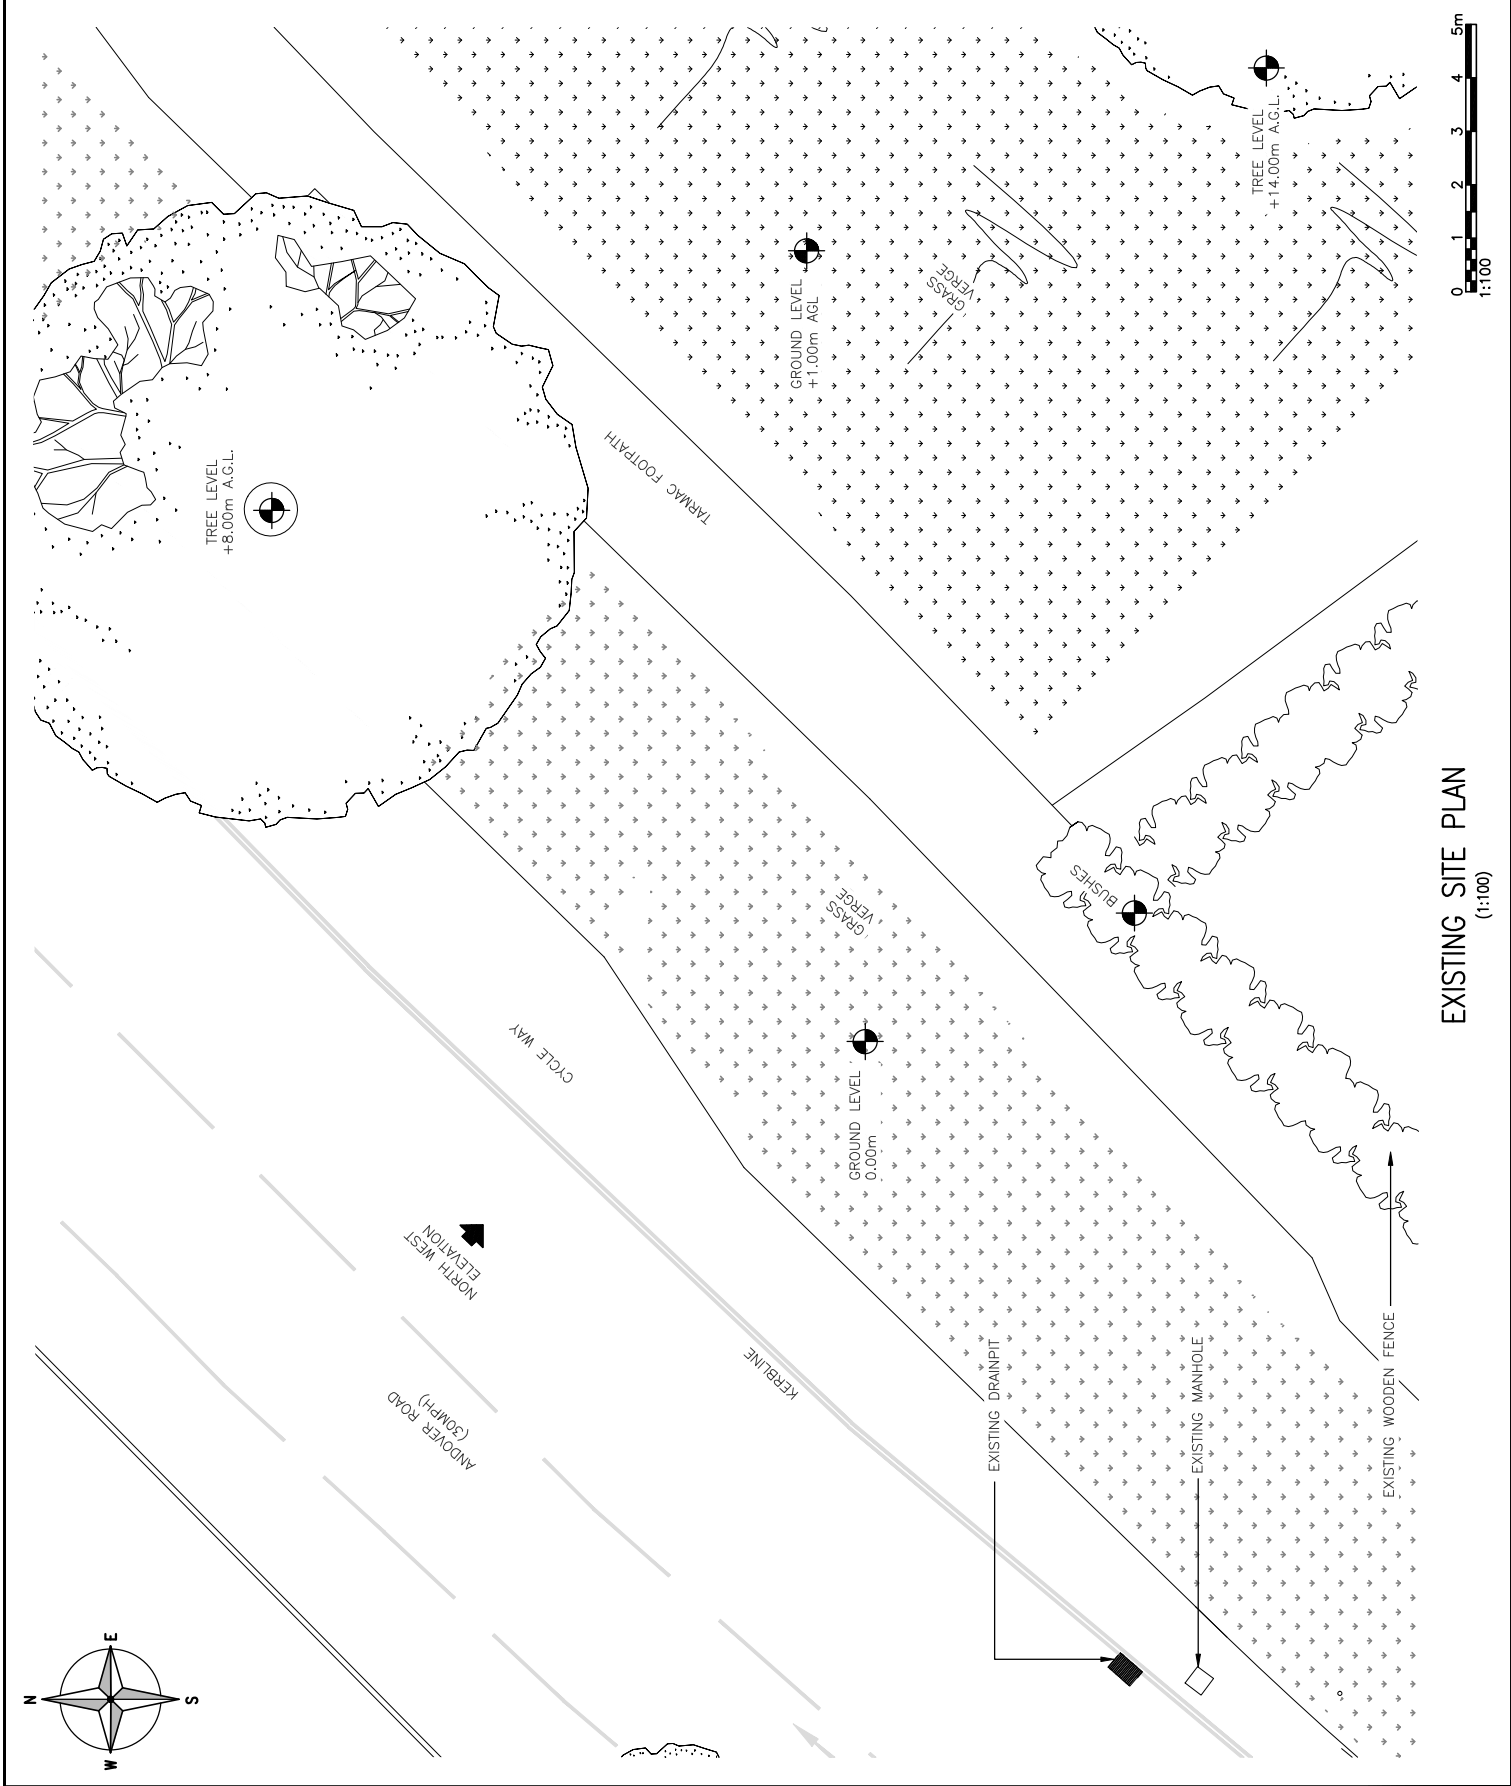 N
E
S
W
TREE LEVEL
+8.00m A.G.L.
TARMAC FOOTPATH
GROUND LEVEL
+1.00m AGL
GRASS
VERGE
TREE LEVEL
+14.00m A.G.L.
CYCLE WAY
NORTH WEST
ELEVATION
ANDOVER ROAD
(30MPH)
KERBLINE
GRASS
VERGE
GROUND LEVEL
0.00m
BUSHES
EXISTING DRAINPIT
EXISTING MANHOLE
EXISTING WOODEN FENCE
EXISTING SITE PLAN
(1:100)
0 1 2 3 4 5m
1:100